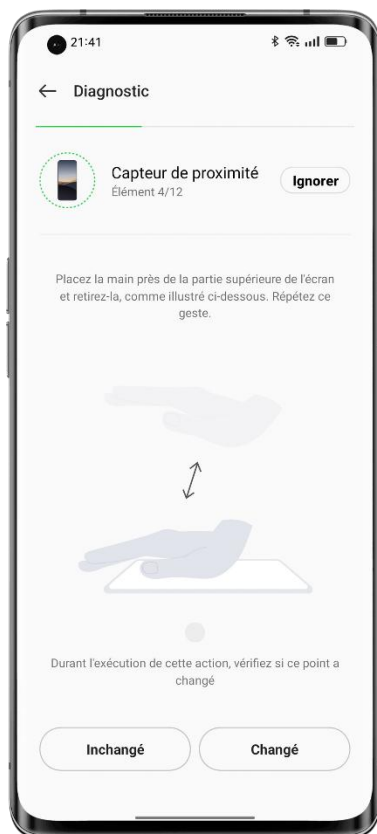 21:41
Diagnostic
Capteur de proximité
Élément 4/12
Ignorer
Placez la main près de la partie supérieure de l'écran
et retirez-la, comme illustré ci-dessous. Répétez ce
geste.
Durant l'exécution de cette action, vérifiez si ce point a
changé
Inchangé
Changé